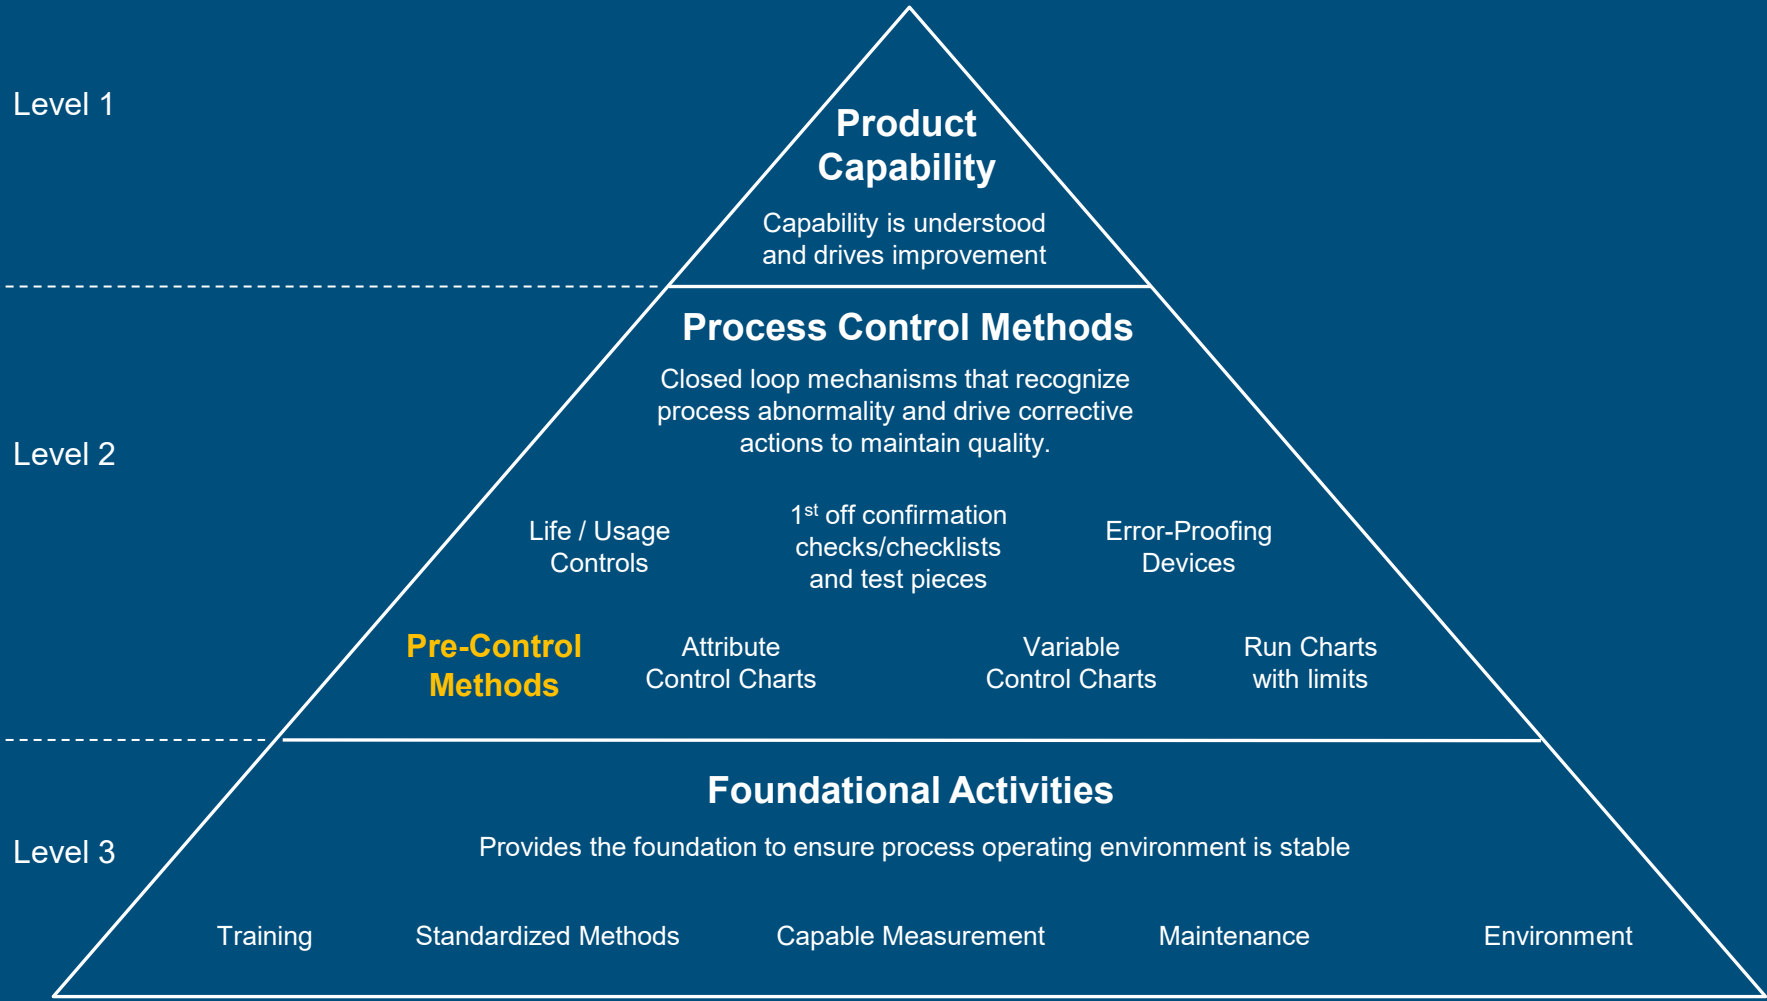 Level 1
Product
Capability
Capability is understood
and drives improvement
Process Control Methods
Closed loop mechanisms that recognize
process abnormality and drive corrective
actions to maintain quality.
Level 2
Life / Usage
Controls
1st off confirmation
checks/checklists
and test pieces
Error-Proofing
Devices
Pre-Control
Methods
Attribute
Control Charts
Variable
Control Charts
Run Charts
with limits
Foundational Activities
Level 3
Provides the foundation to ensure process operating environment is stable
Training
Standardized Methods
Capable Measurement
Maintenance
Environment